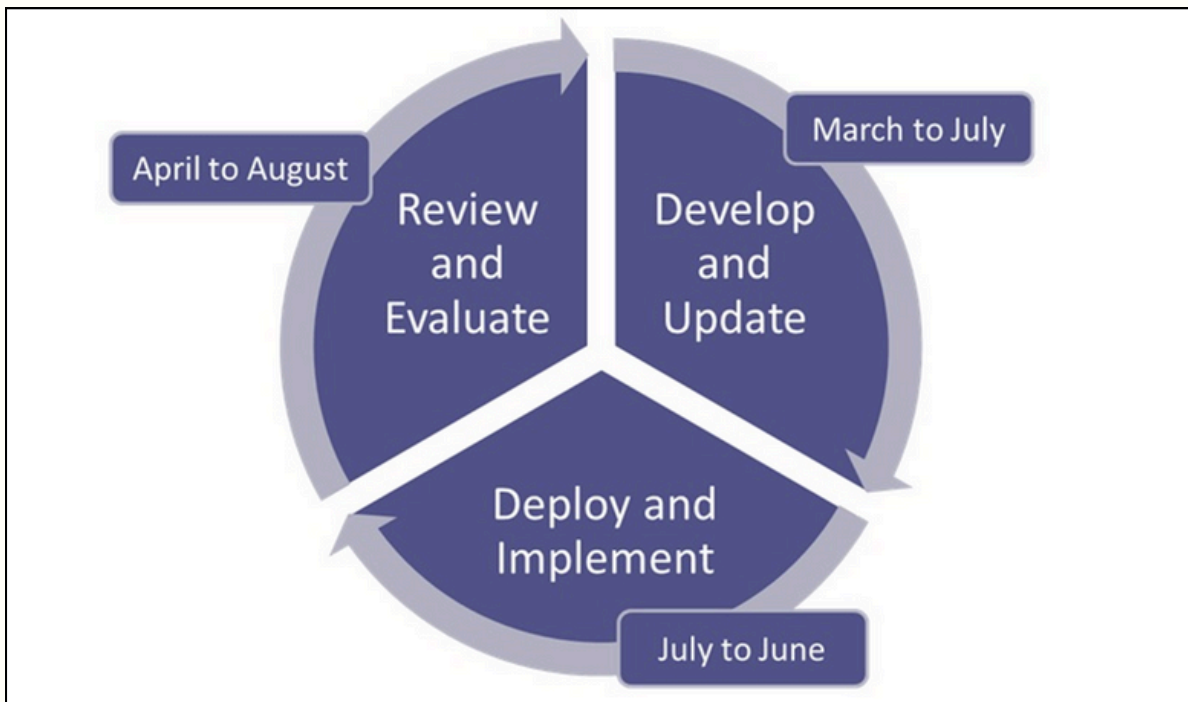 April to August
Review
and
Evaluate
March to July
Develop
and
Update
Deploy and
Implement
July to June